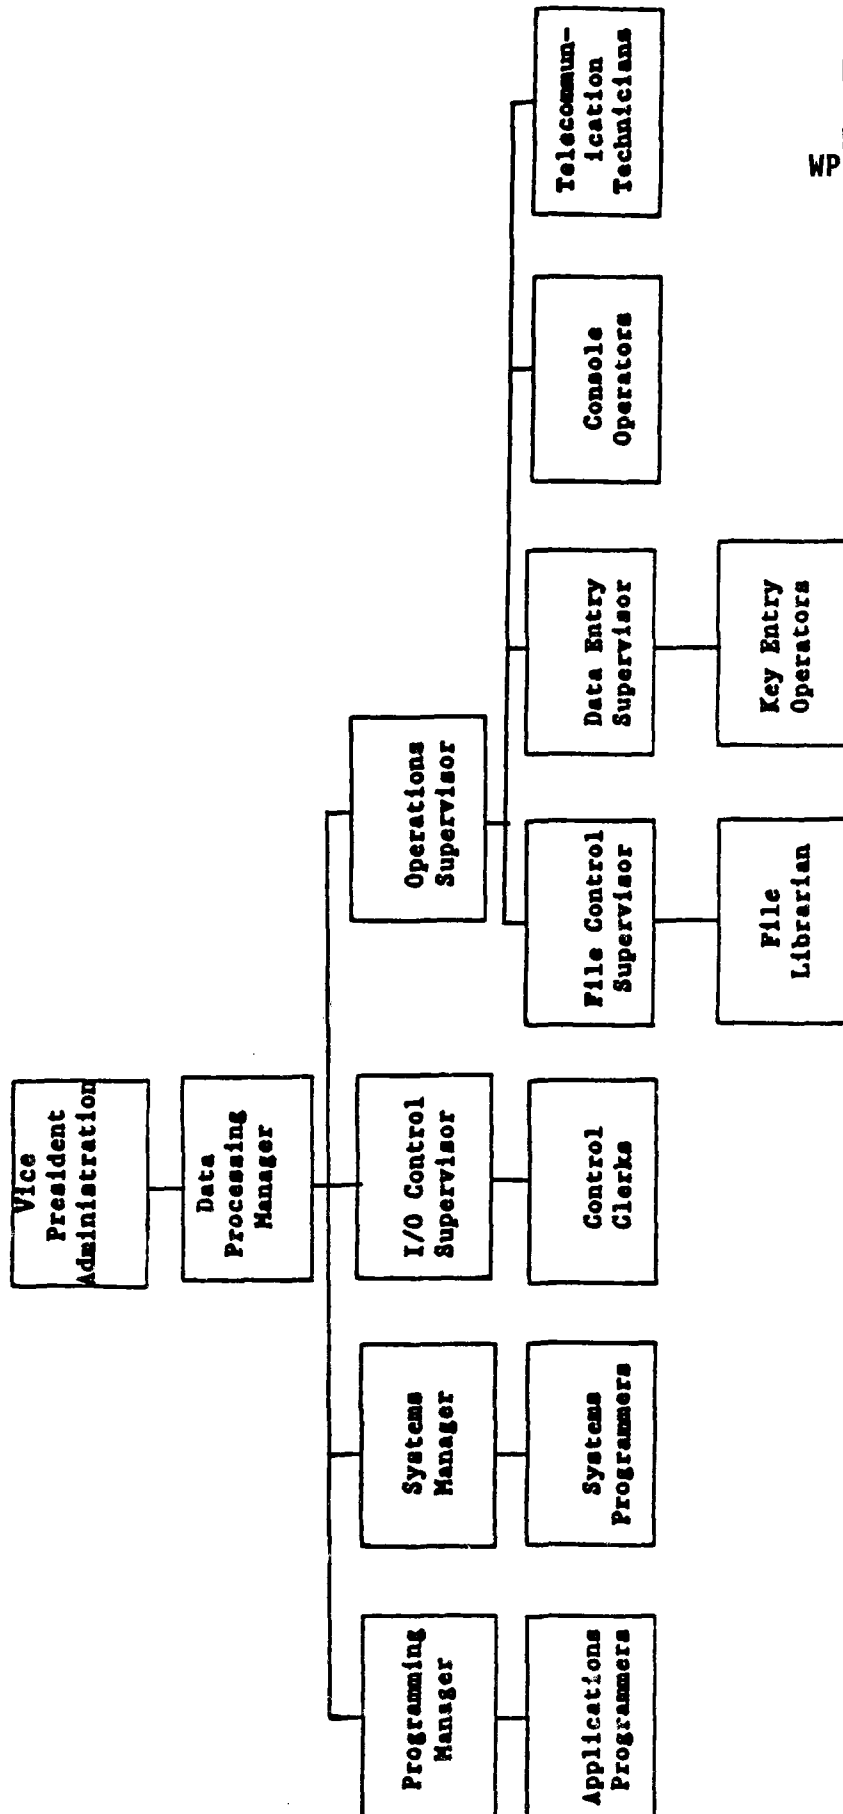 Vice
President
Administration
Data
Processing
Manager
Programming
Manager
Systems
Manager
I/O Control
Supervisor
Operations
Supervisor
Applications
Programmers
Systems
Programmers
Control
Clerks
File Control
Supervisor
Data Entry
Supervisor
Console
Operators
Telecommun-
ication
Technicians
File
Librarian
Key Entry
Operators
WP